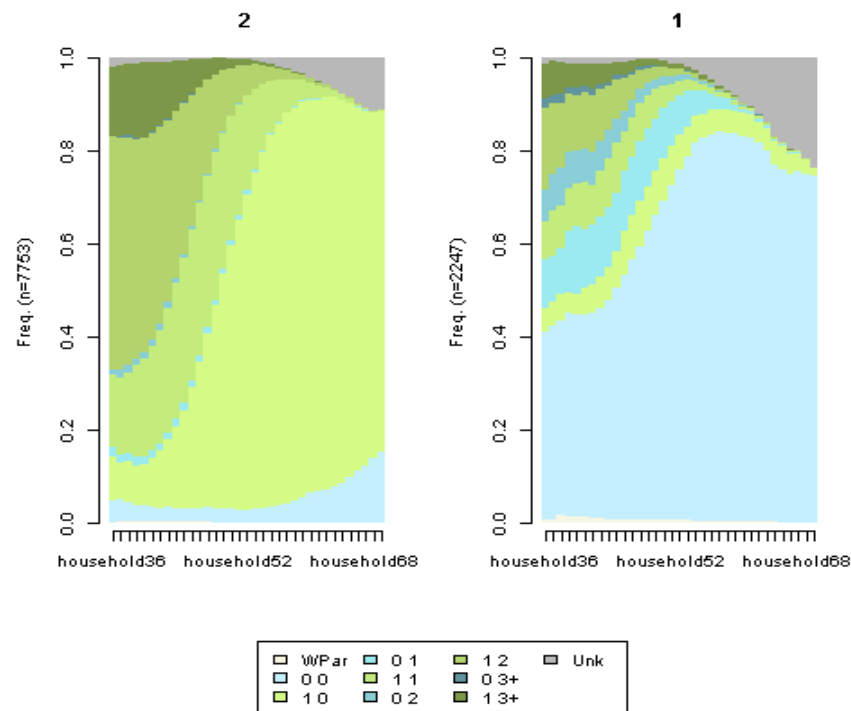 2
1
Freq. (n=7753)
0.0 0.2 0.4 0.6 0.8 1.0
household36 household52 household68
Freq. (n=2247)
0.0 0.2 0.4 0.6 0.8 1.0
household36 household52 household68
WPar 0 1 1 2 Unk
0 0 1 1 0 3+
1 0 0 2 1 3+